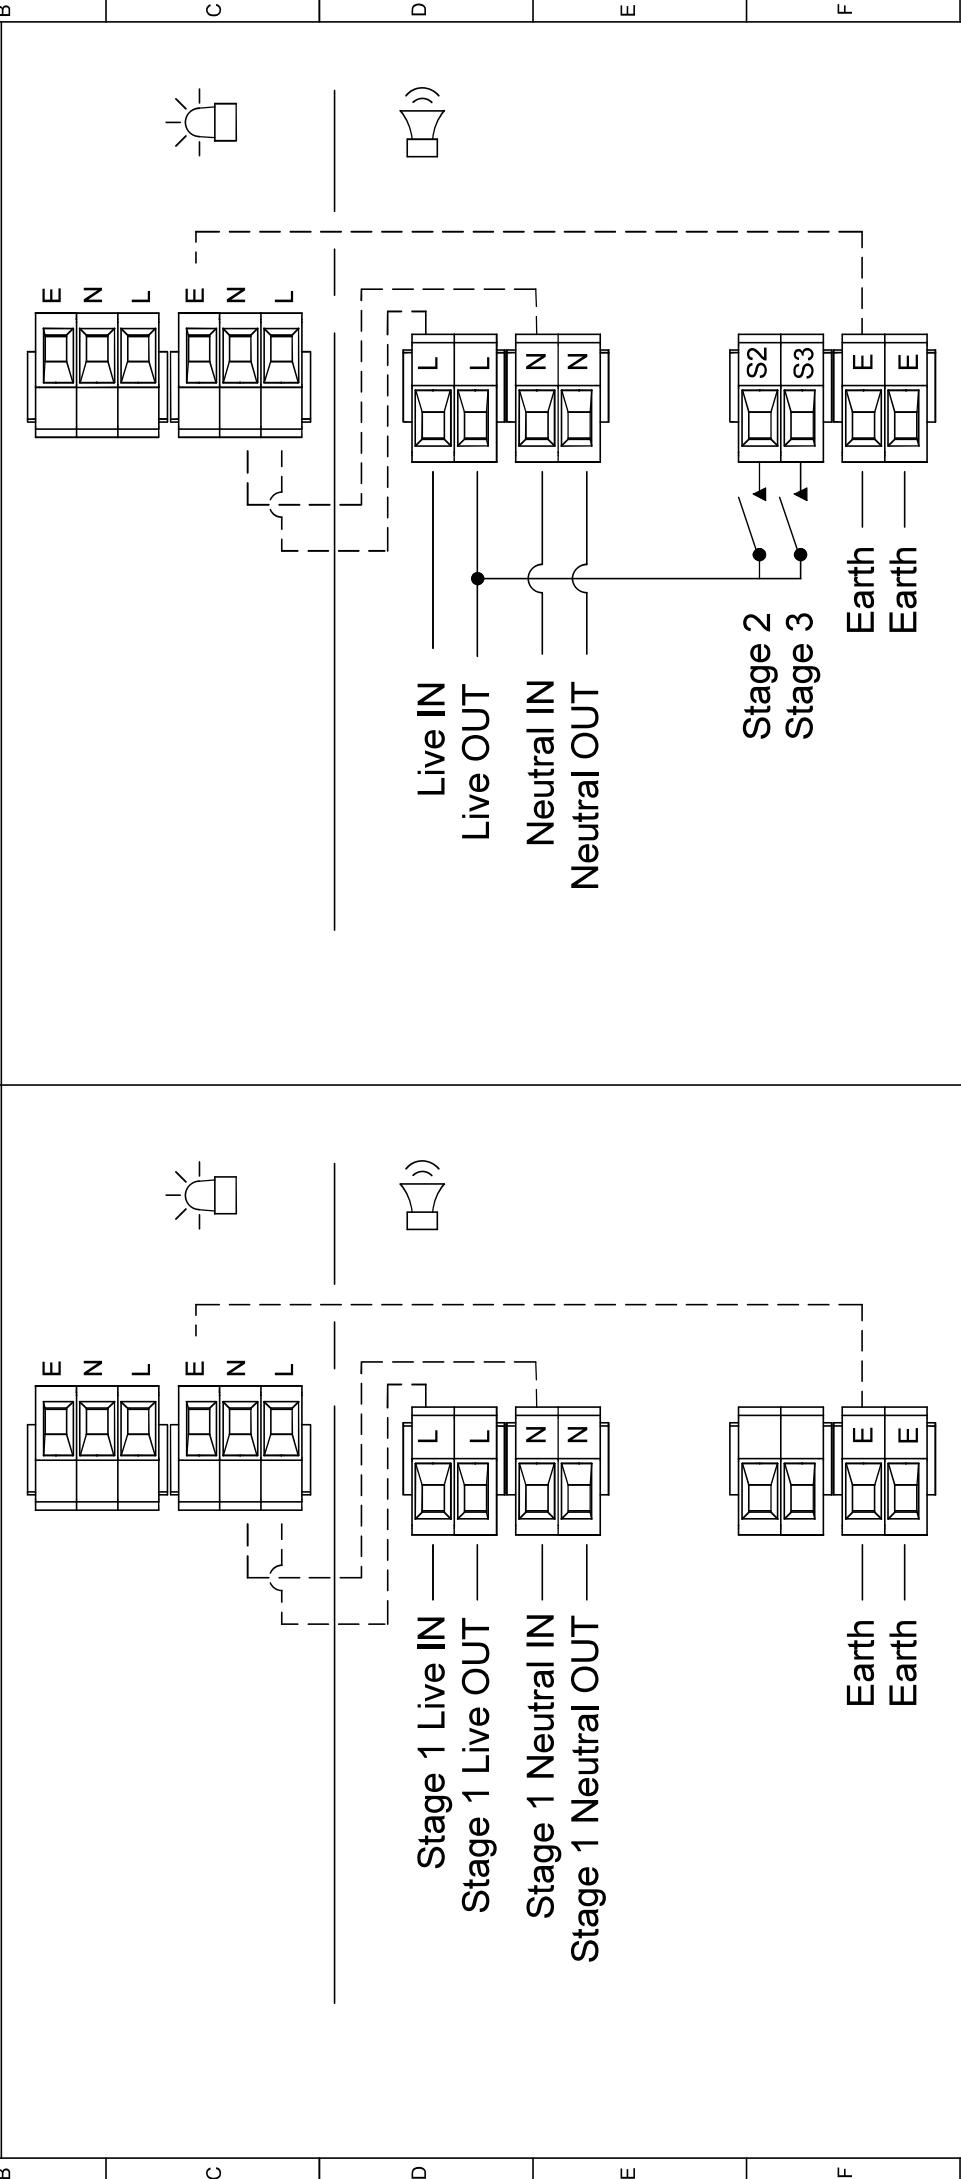 B
C
D
E
F
E
N
L
E
N
L
L
L
N
N
S2
S3
E
E
Live IN
Live OUT
Neutral IN
Neutral OUT
Stage 2
Stage 3
Earth
Earth
E
N
L
E
N
L
L
L
N
N
E
E
Stage 1 Live IN
Stage 1 Live OUT
Stage 1 Neutral IN
Stage 1 Neutral OUT
Earth
Earth
B
C
D
E
F